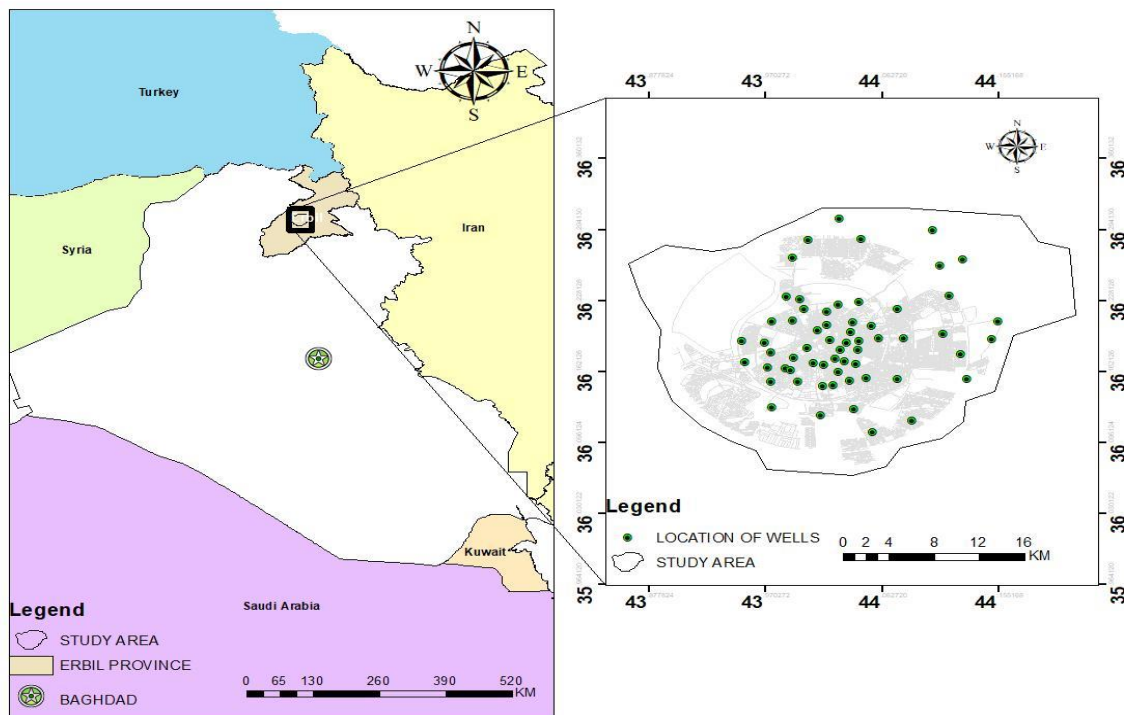 N
W E
S
Turkey
Syria
Iran
Kuwait
Saudi Arabia
Legend
STUDY AREA
ERBIL PROVINCE
BAGHDAD
0 65 130 260 390 520
KM
43 43 44 44
N
W E
S
36
36
36
36
36
36
35
36
36
36
36
36
36
35
Legend
LOCATION OF WELLS
STUDY AREA
0 2 4 8 12 16
KM
43 43 44 44